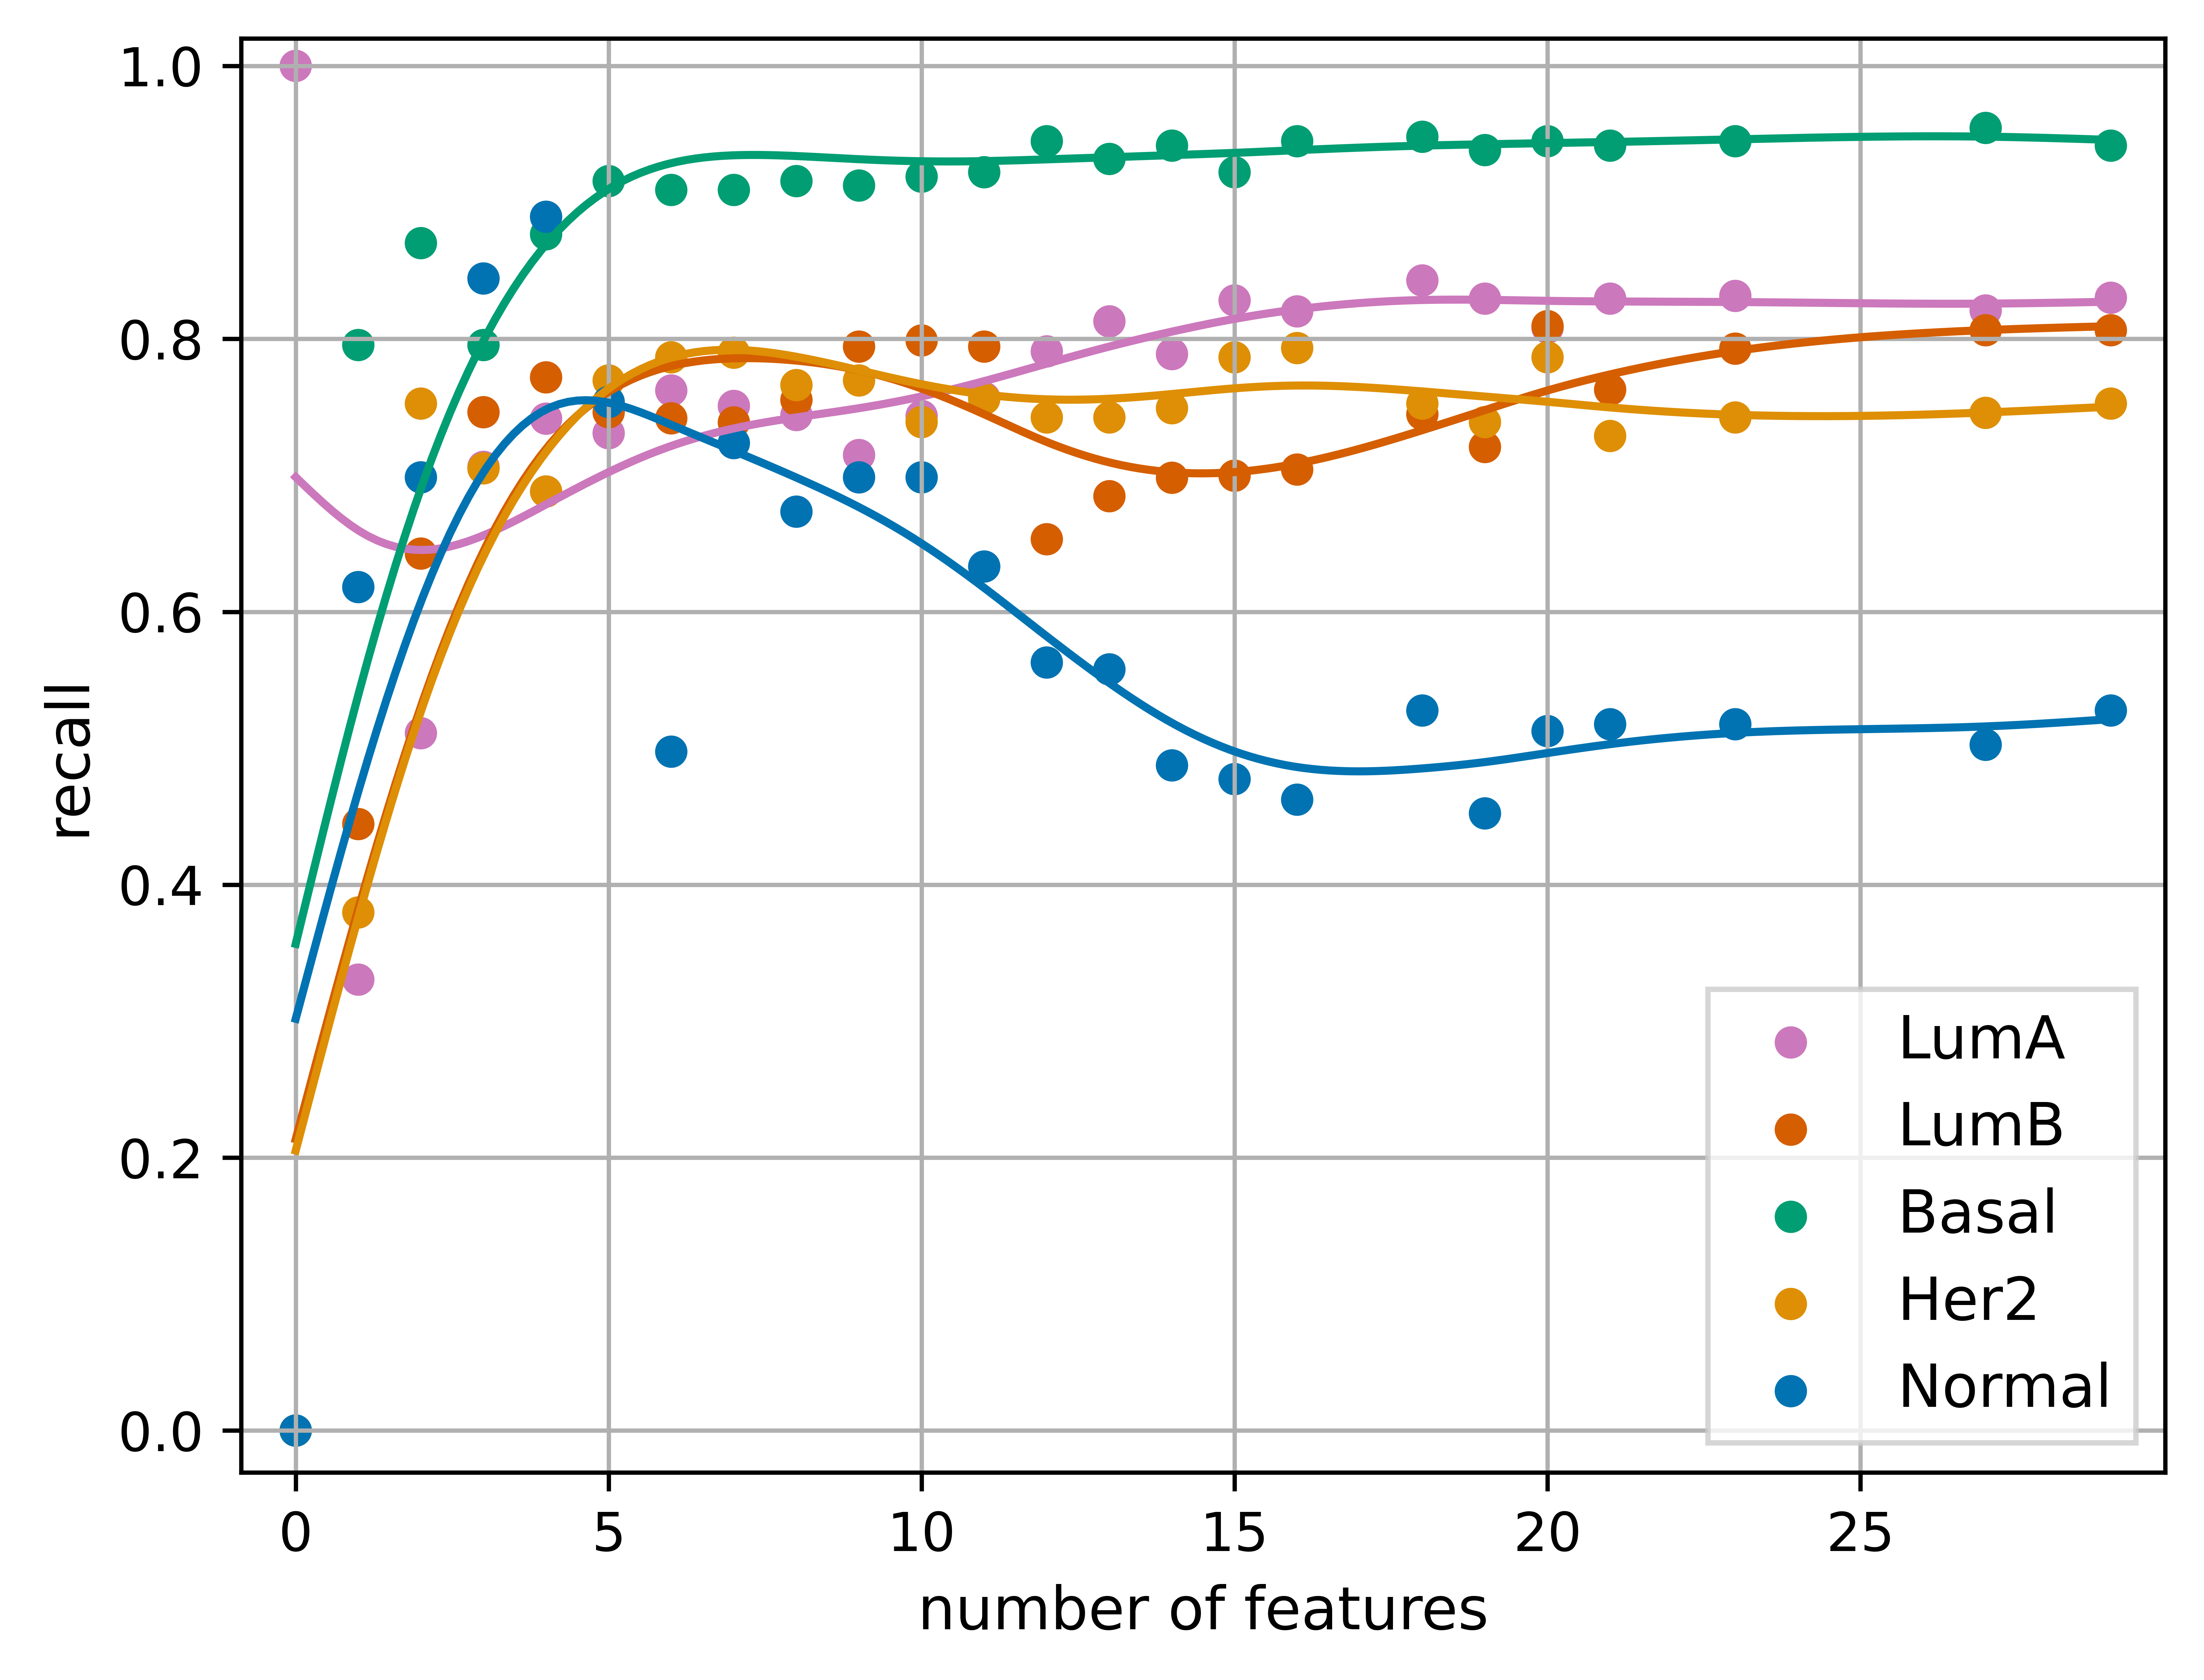 1.0
0.8
0.6
0.4
0.2
0.0
recall
0 5 10 15 20 25
number of features
LumA
LumB
Basal
Her2
Normal